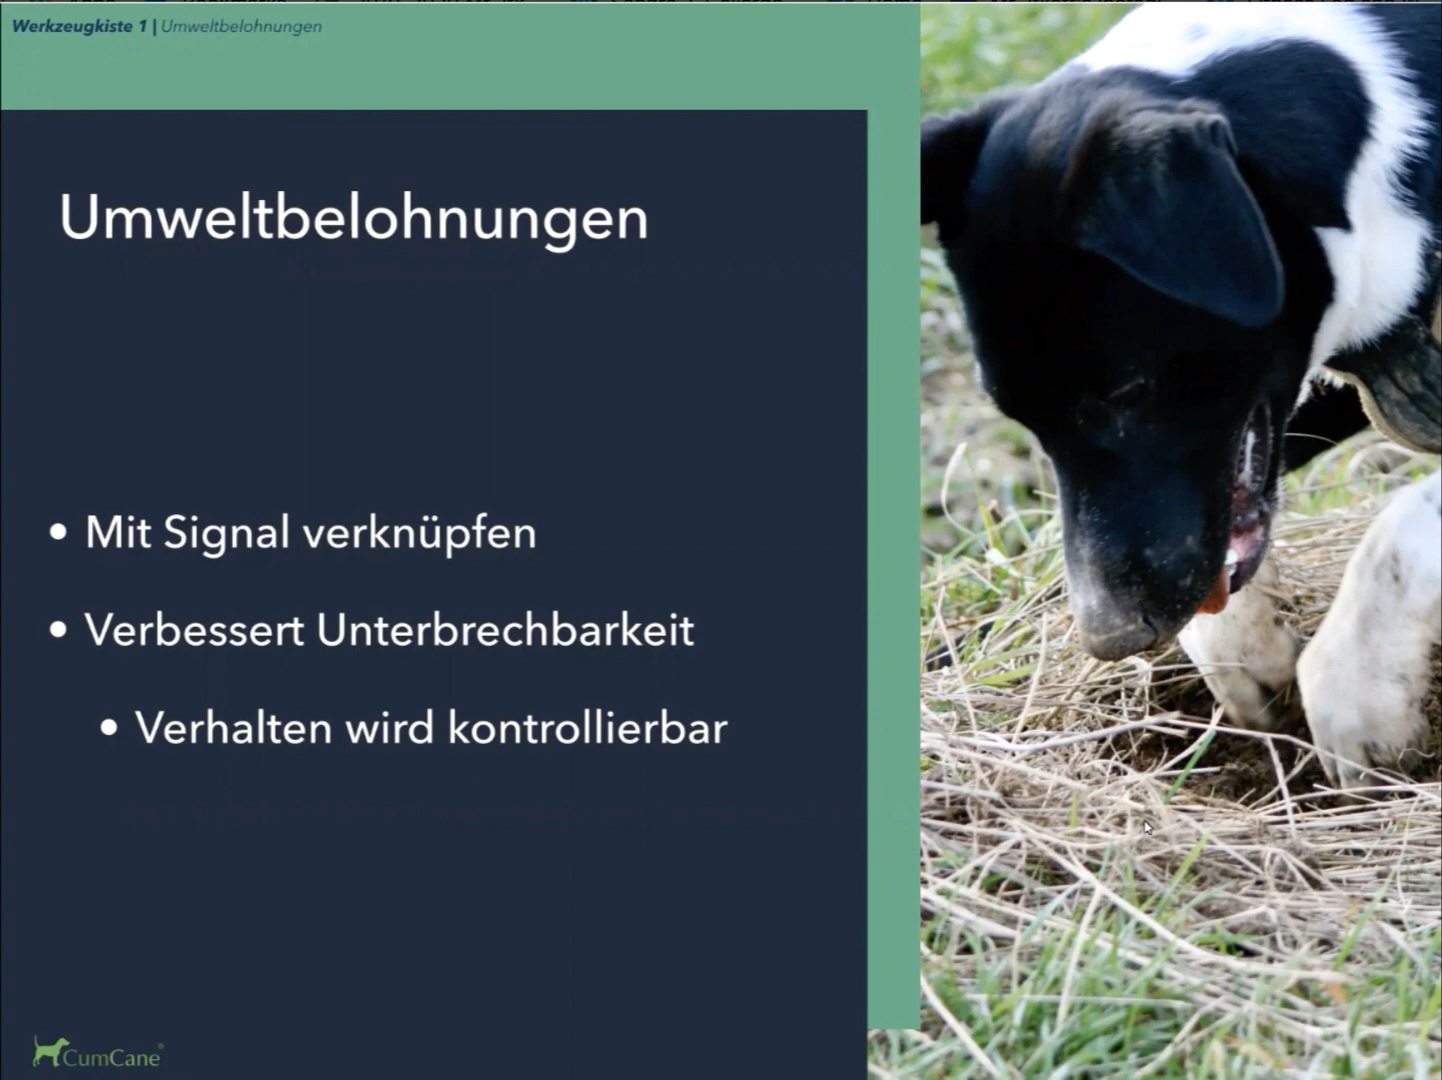 Werkzeugkiste 1 | Umweltbelohnungen
Umweltbelohnungen
• Mit Signal verknüpfen
• Verbessert Unterbrechbarkeit
• Verhalten wird kontrollierbar
CumCane®